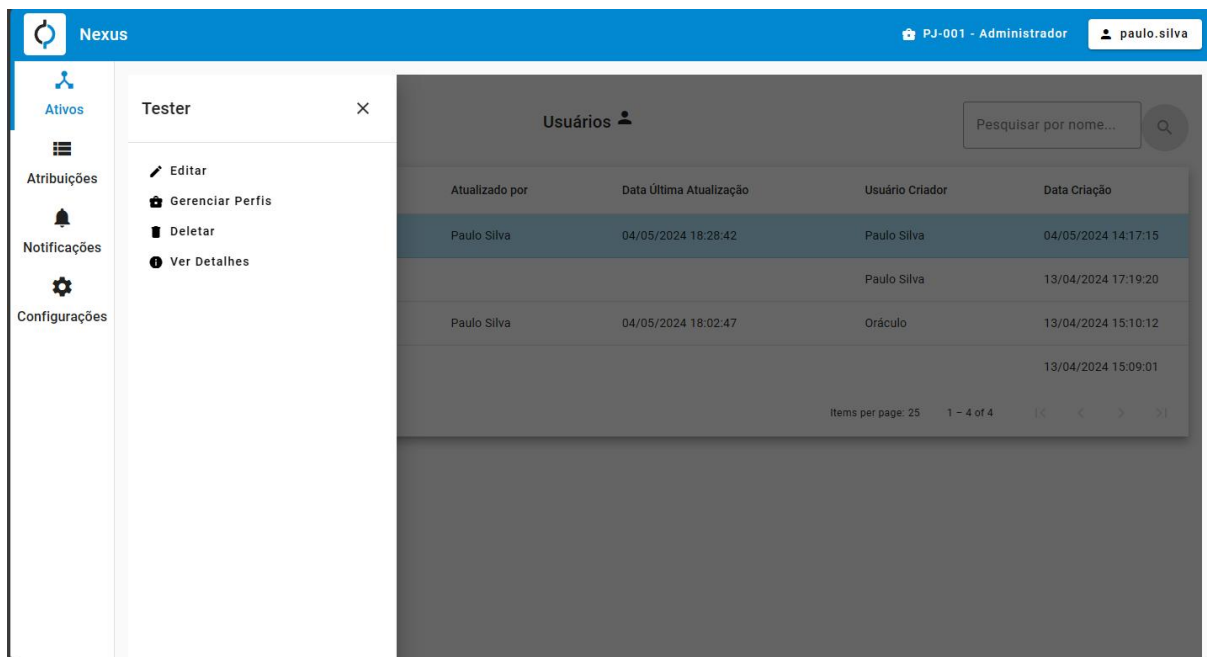 Nexus
PJ-001 - Administrador
paulo.silva
Ativos
Atribuições
Notificações
Configurações
Tester
Editar
Gerenciar Perfis
Deletar
Ver Detalhes
Usuários
Pesquisar por nome...
Atualizado por Data Última Atualização Usuário Criador Data Criação
Paulo Silva 04/05/2024 18:28:42 Paulo Silva 04/05/2024 14:17:15
Paulo Silva 13/04/2024 17:19:20
Paulo Silva 04/05/2024 18:02:47 Oráculo 13/04/2024 15:10:12
13/04/2024 15:09:01
Items per page: 25 1 – 4 of 4